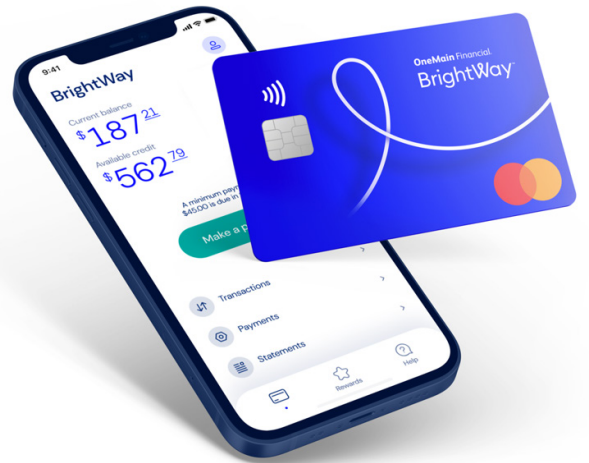 9:41
BrightWay
Current balance
$187 21
Available credit
$562 79
A minimum paym
$45.00 is due in
Make a p
Transactions
Payments
Statements
Rewards
Help
OneMain Financial
BrightWay